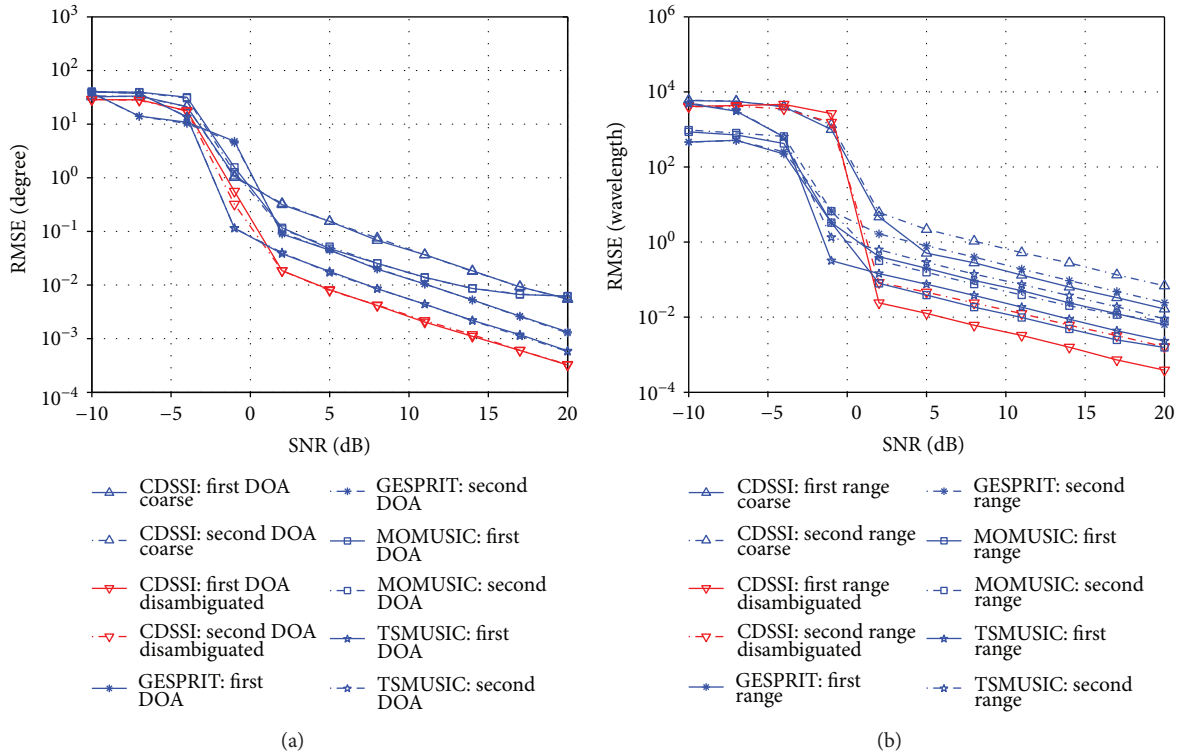 10^3
10^2
10^1
10^0
10^−1
10^−2
10^−3
10^−4
RMSE (degree)
−10 −5 0 5 10 15 20
SNR (dB)
CDSSI: first DOA
coarse
CDSSI: second DOA
coarse
CDSSI: first DOA
disambiguated
CDSSI: second DOA
disambiguated
GESPRIT: first
DOA
GESPRIT: second
DOA
MOMUSIC: first
DOA
MOMUSIC: second
DOA
TSMUSIC: first
DOA
TSMUSIC: second
DOA
(a)
10^6
10^4
10^2
10^0
10^−2
10^−4
RMSE (wavelength)
−10 −5 0 5 10 15 20
SNR (dB)
CDSSI: first range
coarse
CDSSI: second range
coarse
CDSSI: first range
disambiguated
CDSSI: second range
disambiguated
GESPRIT: first
range
GESPRIT: second
range
MOMUSIC: first
range
MOMUSIC: second
range
TSMUSIC: first
range
TSMUSIC: second
range
(b)